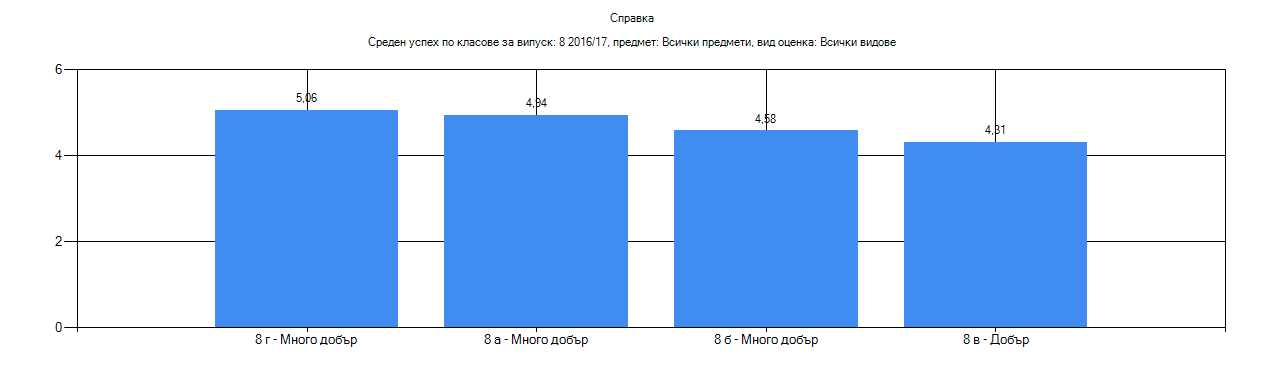 Справка
Среден успех по класове за випуск: 8 2016/17, предмет: Всички предмети, вид оценка: Всички видове
6
5,06
4,94
4,58
4,31
4
2
0
8 г - Много добър
8 а - Много добър
8 б - Много добър
8 в - Добър